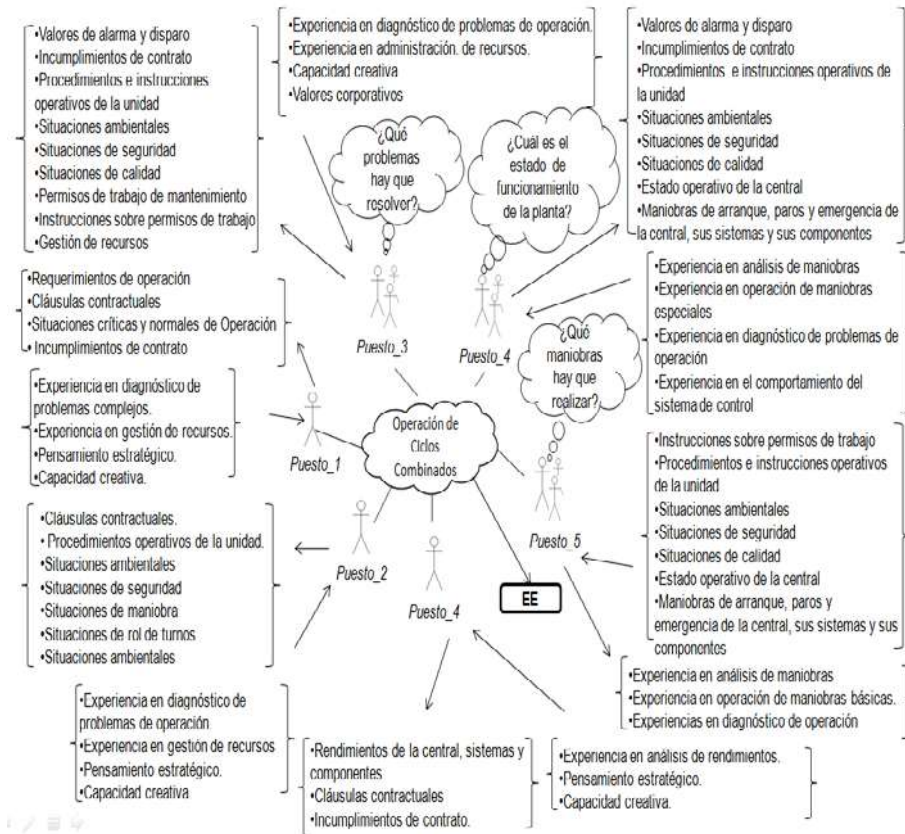 •Valores de alarma y disparo
•Incumplimientos de contrato
•Procedimientos e instrucciones
operativos de la unidad
•Situaciones ambientales
•Situaciones de seguridad
•Situaciones de calidad
•Permisos de trabajo de mantenimiento
•Instrucciones sobre permisos de trabajo
•Gestión de recursos
•Experiencia en diagnóstico de problemas de operación.
•Experiencia en administración. de recursos.
•Capacidad creativa
•Valores corporativos
•Valores de alarma y disparo
•Incumplimientos de contrato
•Procedimientos e instrucciones operativos de
la unidad
•Situaciones ambientales
•Situaciones de seguridad
•Situaciones de calidad
•Estado operativo de la central
•Maniobras de arranque, paros y emergencia de
la central, sus sistemas y sus componentes
¿Qué
problemas
hay que
resolver?
¿Cuál es el
estado de
funcionamiento
de la planta?
Puesto_3
Puesto_4
•Requerimientos de operación
•Cláusulas contractuales
•Situaciones críticas y normales de Operación
• Incumplimientos de contrato
•Experiencia en análisis de maniobras
•Experiencia en operación de maniobras
especiales
•Experiencia en diagnóstico de problemas de
operación
•Experiencia en el comportamiento del
sistema de control
¿Qué
maniobras
hay que
realizar?
•Experiencia en diagnóstico de
problemas complejos.
•Experiencia en gestión de recursos.
•Pensamiento estratégico.
•Capacidad creativa.
Puesto_1
Operación de
Ciclos
Combinados
Puesto_5
•Instrucciones sobre permisos de trabajo
•Procedimientos e instrucciones operativos
de la unidad
•Situaciones ambientales
•Situaciones de seguridad
•Situaciones de calidad
•Estado operativo de la central
•Maniobras de arranque, paros y
emergencia de la central, sus sistemas y sus
componentes
•Cláusulas contractuales.
• Procedimientos operativos de la unidad.
•Situaciones ambientales
•Situaciones de seguridad
•Situaciones de maniobra
•Situaciones de rol de turnos
•Situaciones ambientales
Puesto_2
Puesto_4
EE
•Experiencia en análisis de maniobras
•Experiencia en operación de maniobras básicas.
•Experiencias en diagnóstico de operación
•Experiencia en diagnóstico de
problemas de operación
•Experiencia en gestión de recursos
•Pensamiento estratégico.
•Capacidad creativa
•Rendimientos de la central, sistemas y
componentes
•Cláusulas contractuales
•Incumplimientos de contrato.
•Experiencia en análisis de rendimientos.
•Pensamiento estratégico.
•Capacidad creativa.